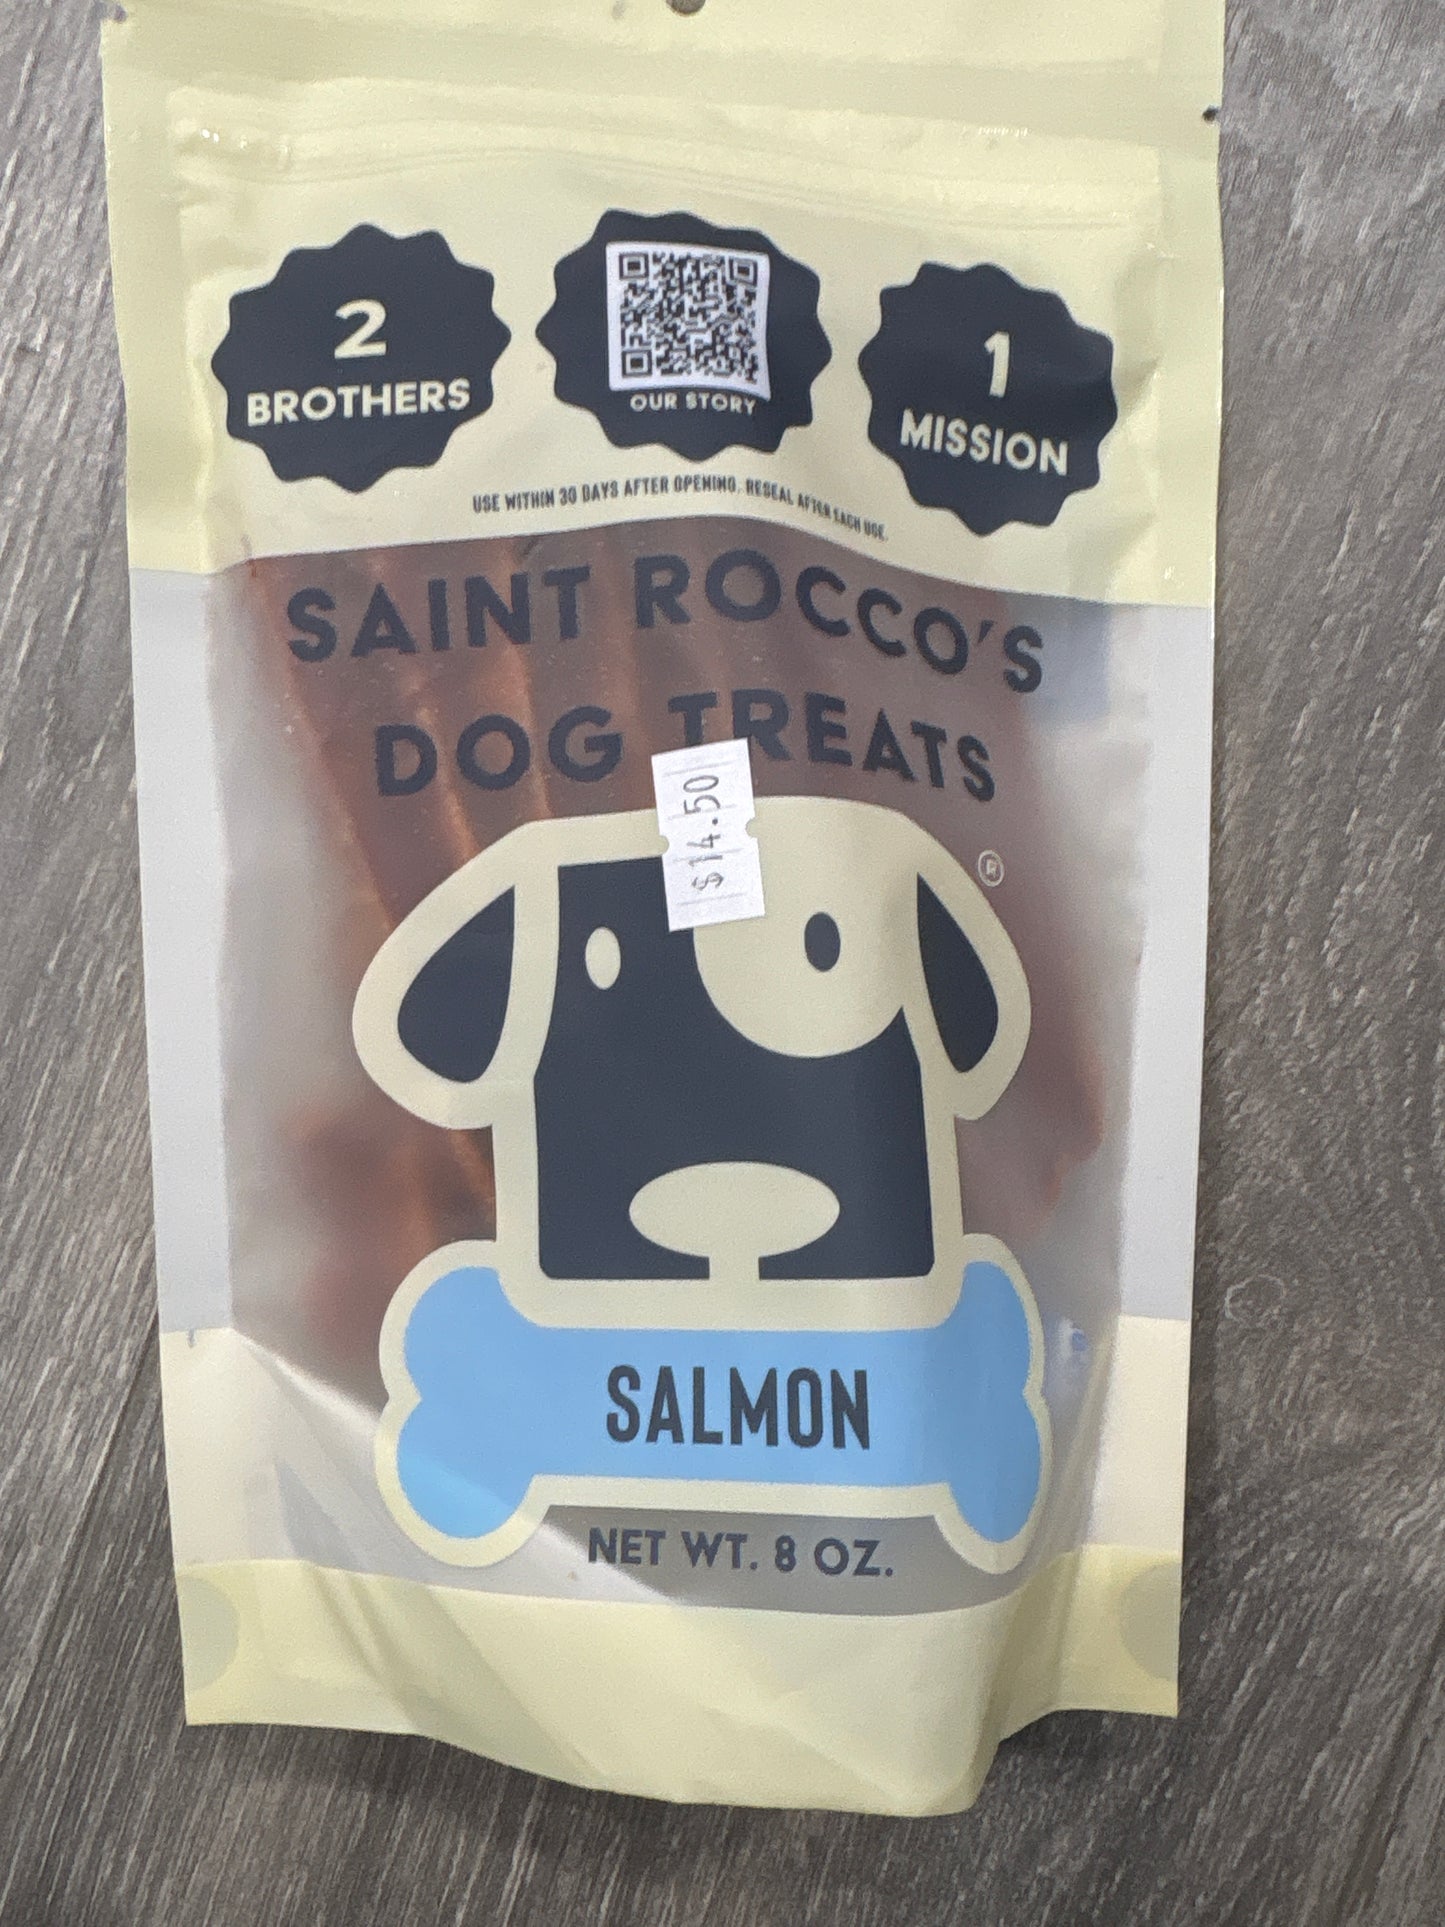 2
BROTHERS
OUR STORY
1
MISSION
USE WITHIN 30 DAYS AFTER OPENING. RESEAL AFTER EACH USE.
SAINT ROCCO'S
DOG TREATS
$14.50
®
SALMON
NET WT. 8 OZ.